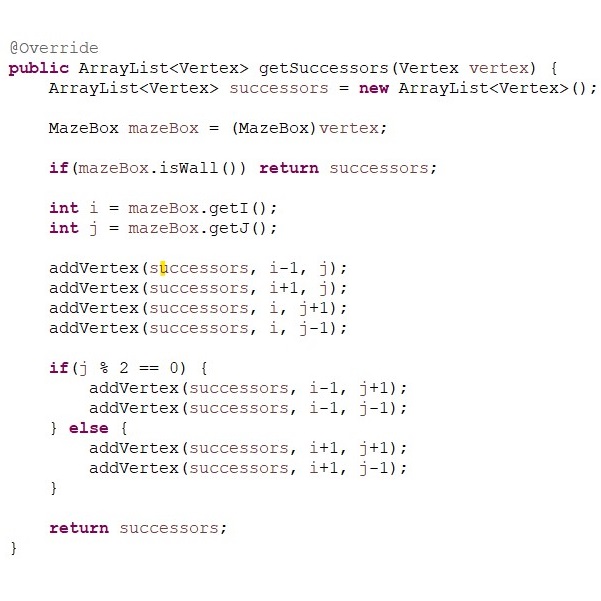 @Override
public ArrayList<Vertex> getSuccessors(Vertex vertex) {
    ArrayList<Vertex> successors = new ArrayList<Vertex>();

    MazeBox mazeBox = (MazeBox)vertex;

    if(mazeBox.isWall()) return successors;

    int i = mazeBox.getI();
    int j = mazeBox.getJ();

    addVertex(successors, i-1, j);
    addVertex(successors, i+1, j);
    addVertex(successors, i, j+1);
    addVertex(successors, i, j-1);

    if(j % 2 == 0) {
        addVertex(successors, i-1, j+1);
        addVertex(successors, i-1, j-1);
    } else {
        addVertex(successors, i+1, j+1);
        addVertex(successors, i+1, j-1);
    }

    return successors;
}